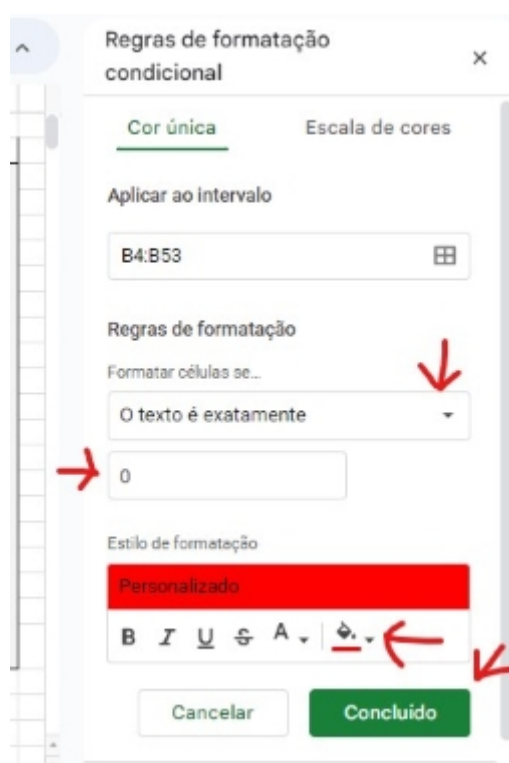 Regras de formatação
condicional
Cor única
Escala de cores
Aplicar ao intervalo
B4:B53
Regras de formatação
Formatar células se...
O texto é exatamente
0
Estilo de formatação
Personalizado
B I U S A
Cancelar
Concluído